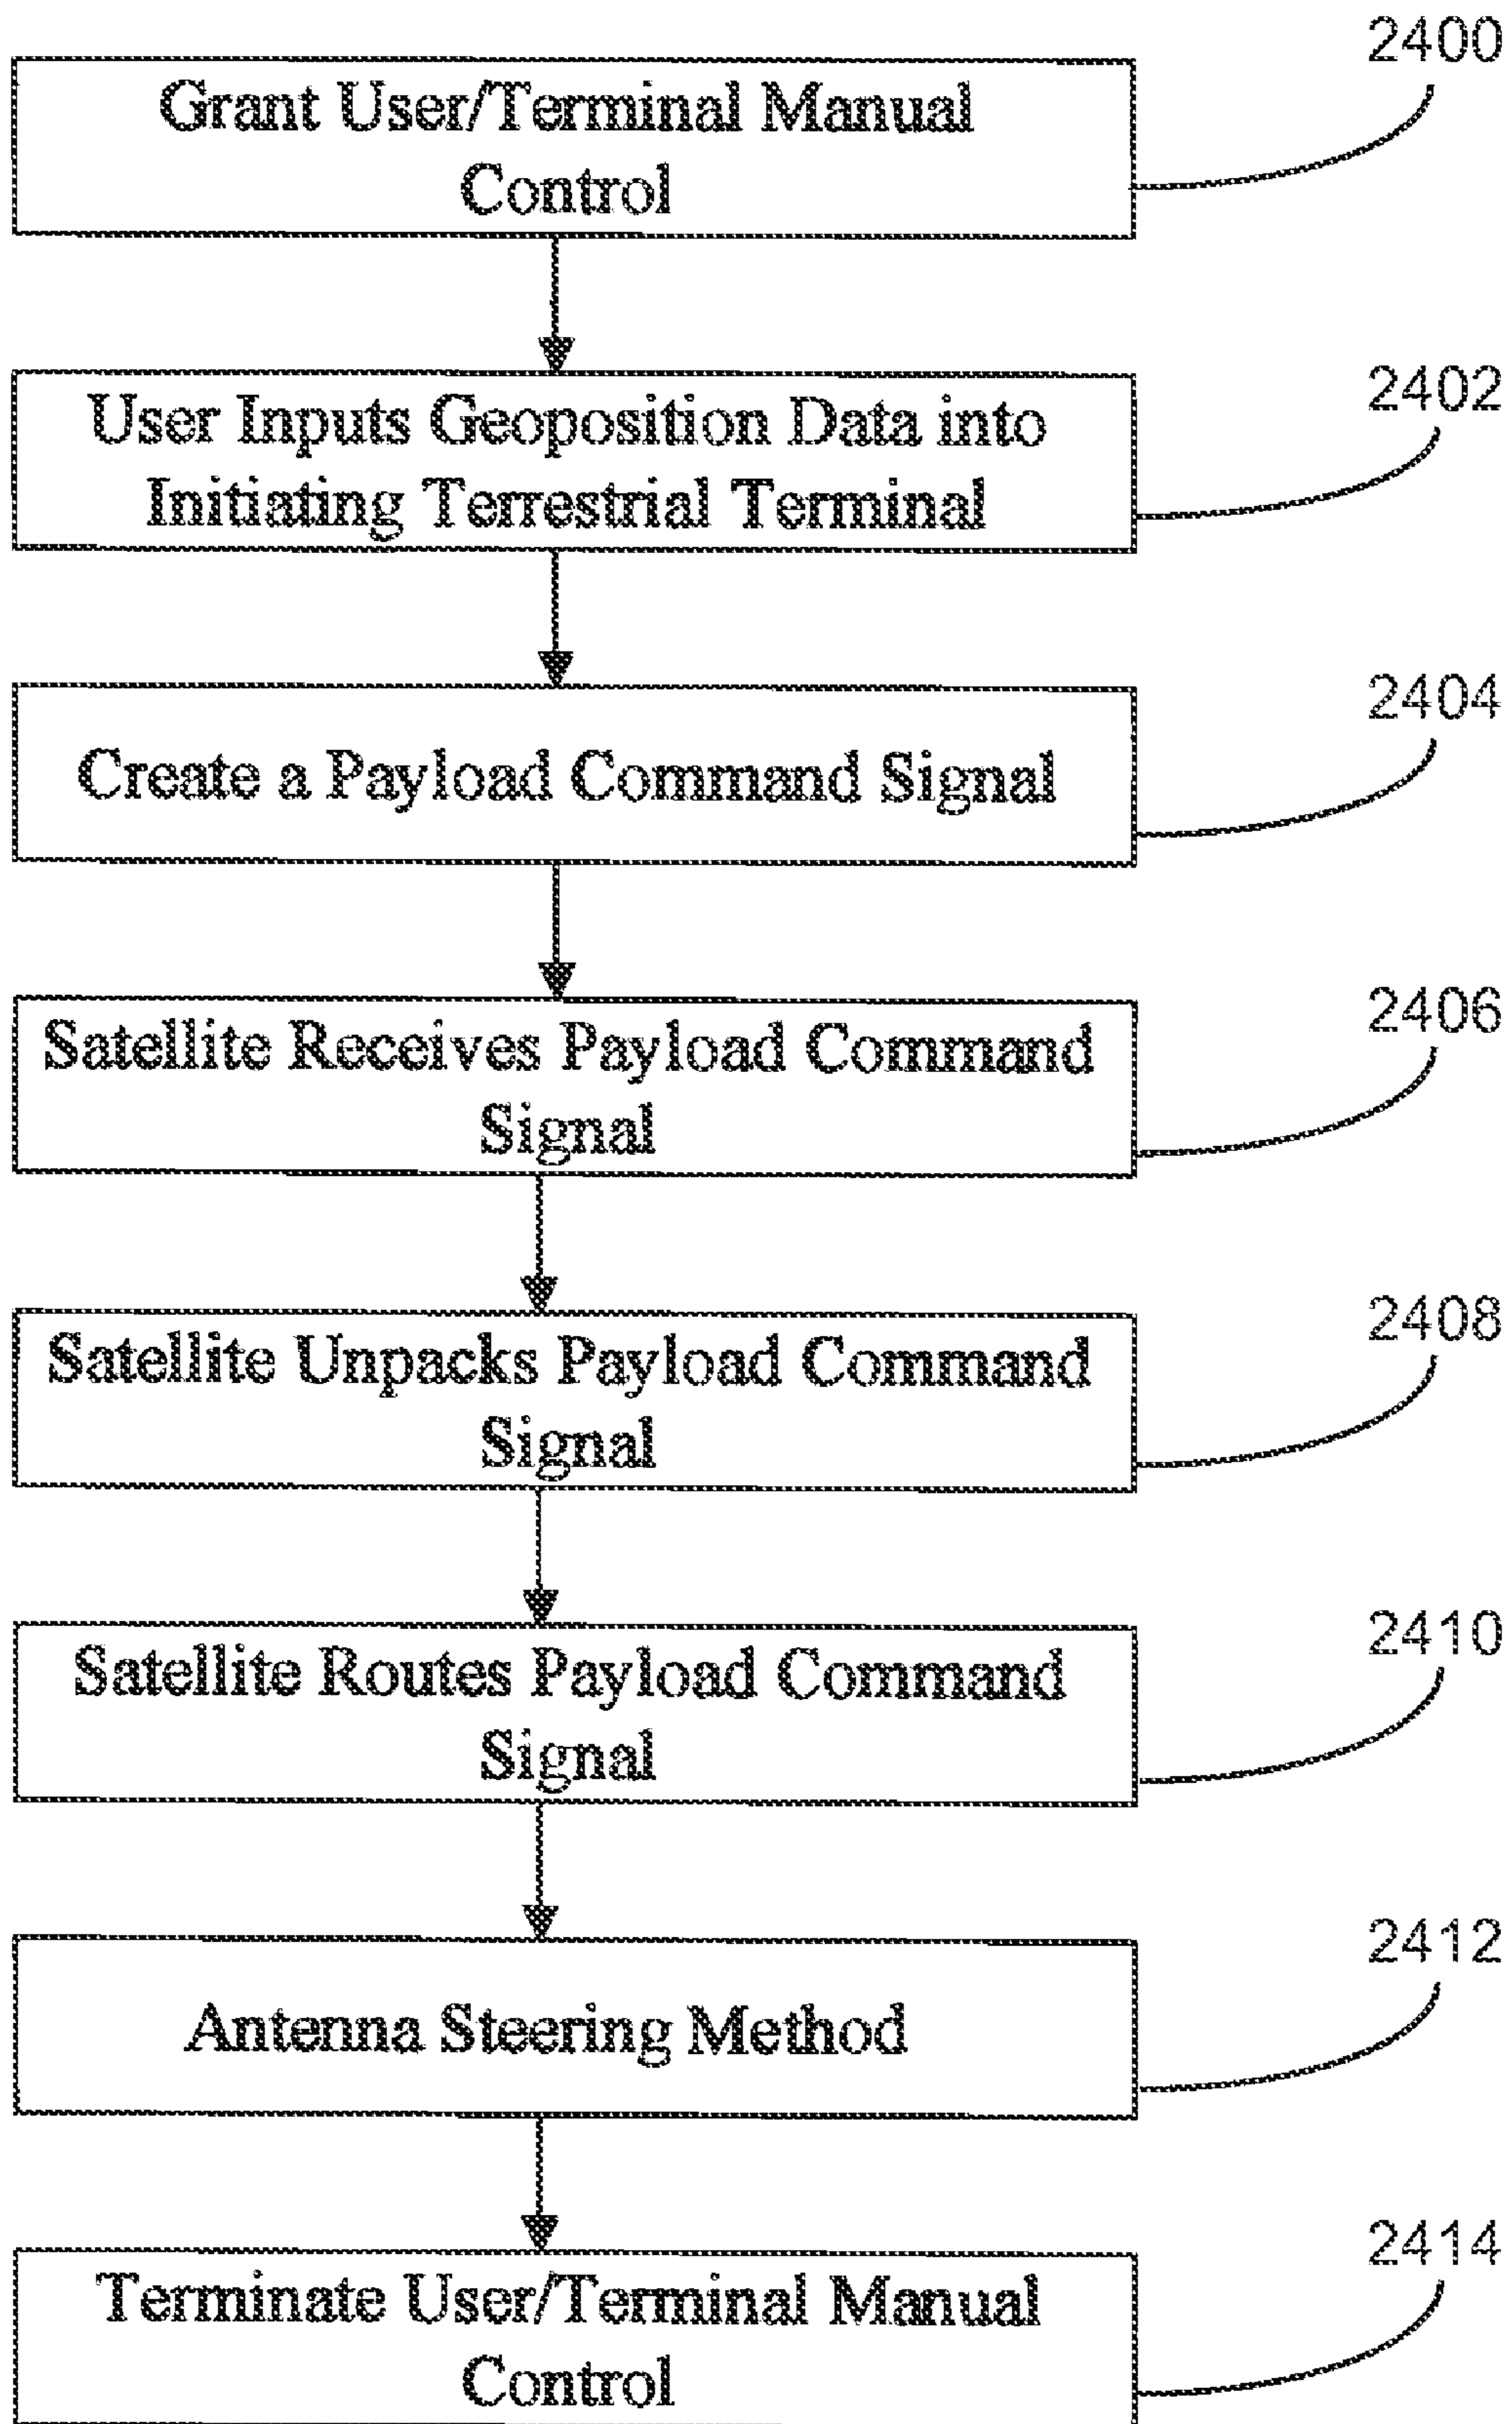 2400
Grant User/Terminal Manual
Control
2402
User Inputs Geoposition Data into
Initiating Terrestrial Terminal
2404
Create a Payload Command Signal
2406
Satellite Receives Payload Command
Signal
2408
Satellite Unpacks Payload Command
Signal
2410
Satellite Routes Payload Command
Signal
2412
Antenna Steering Method
2414
Terminate User/Terminal Manual
Control